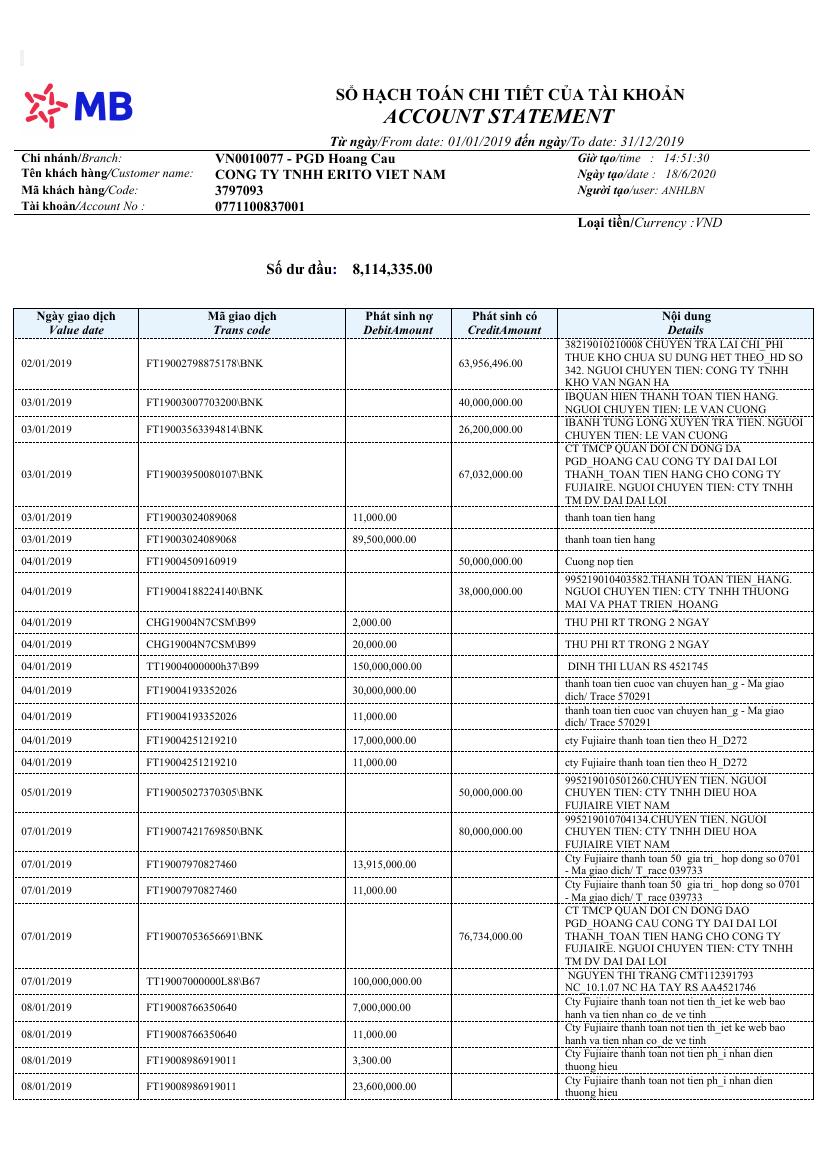 MB
SỔ HẠCH TOÁN CHI TIẾT CỦA TÀI KHOẢN
ACCOUNT STATEMENT
Từ ngày/From date: 01/01/2019 đến ngày/To date: 31/12/2019
Chi nhánh/Branch: VN0010077 - PGD Hoang Cau Giờ tạo/time : 14:51:30
Tên khách hàng/Customer name: CONG TY TNHH ERITO VIET NAM Ngày tạo/date : 18/6/2020
Mã khách hàng/Code: 3797093 Người tạo/user: ANHLBN
Tài khoản/Account No : 0771100837001
Loại tiền/Currency :VND
Số dư đầu: 8,114,335.00
Ngày giao dịch Mã giao dịch Phát sinh nợ Phát sinh có Nội dung
Value date Trans code DebitAmount CreditAmount Details
38219010210008 CHUYEN TRA LAI CHI_PHI
THUE KHO CHUA SU DUNG HET THEO_HD SO
02/01/2019 FT19002798875178\BNK 63,956,496.00 342. NGUOI CHUYEN TIEN: CONG TY TNHH
KHO VAN NGAN HA
03/01/2019 FT19003007703200\BNK 40,000,000.00 IBQUAN HIEN THANH TOAN TIEN HANG.
NGUOI CHUYEN TIEN: LE VAN CUONG
03/01/2019 FT19003563394814\BNK 26,200,000.00 IBANH TUNG LONG XUYEN TRA TIEN. NGUOI
CHUYEN TIEN: LE VAN CUONG
CT TMCP QUAN DOI CN DONG DA
PGD_HOANG CAU CONG TY DAI DAI LOI
03/01/2019 FT19003950080107\BNK 67,032,000.00 THANH_TOAN TIEN HANG CHO CONG TY
FUJIAIRE. NGUOI CHUYEN TIEN: CTY TNHH
TM DV DAI DAI LOI
03/01/2019 FT19003024089068 11,000.00 thanh toan tien hang
03/01/2019 FT19003024089068 89,500,000.00 thanh toan tien hang
04/01/2019 FT19004509160919 50,000,000.00 Cuong nop tien
995219010403582.THANH TOAN TIEN_HANG.
04/01/2019 FT19004188224140\BNK 38,000,000.00 NGUOI CHUYEN TIEN: CTY TNHH THUONG
MAI VA PHAT TRIEN_HOANG
04/01/2019 CHG19004N7CSM\B99 2,000.00 THU PHI RT TRONG 2 NGAY
04/01/2019 CHG19004N7CSM\B99 20,000.00 THU PHI RT TRONG 2 NGAY
04/01/2019 TT19004000000h37\B99 150,000,000.00 DINH THI LUAN RS 4521745
04/01/2019 FT19004193352026 30,000,000.00 thanh toan tien cuoc van chuyen han_g - Ma giao
dich/ Trace 570291
04/01/2019 FT19004193352026 11,000.00 thanh toan tien cuoc van chuyen han_g - Ma giao
dich/ Trace 570291
04/01/2019 FT19004251219210 17,000,000.00 cty Fujiaire thanh toan tien theo H_D272
04/01/2019 FT19004251219210 11,000.00 cty Fujiaire thanh toan tien theo H_D272
995219010501260.CHUYEN TIEN. NGUOI
05/01/2019 FT19005027370305\BNK 50,000,000.00 CHUYEN TIEN: CTY TNHH DIEU HOA
FUJIAIRE VIET NAM
995219010704134.CHUYEN TIEN. NGUOI
07/01/2019 FT19007421769850\BNK 80,000,000.00 CHUYEN TIEN: CTY TNHH DIEU HOA
FUJIAIRE VIET NAM
07/01/2019 FT19007970827460 13,915,000.00 Cty Fujiaire thanh toan 50 gia tri_ hop dong so 0701
- Ma giao dich/ T_race 039733
07/01/2019 FT19007970827460 11,000.00 Cty Fujiaire thanh toan 50 gia tri_ hop dong so 0701
- Ma giao dich/ T_race 039733
CT TMCP QUAN DOI CN DONG DAO
PGD_HOANG CAU CONG TY DAI DAI LOI
07/01/2019 FT19007053656691\BNK 76,734,000.00 THANH_TOAN TIEN HANG CHO CONG TY
FUJIAIRE. NGUOI CHUYEN TIEN: CTY TNHH
TM DV DAI DAI LOI
07/01/2019 TT19007000000L88\B67 100,000,000.00 NGUYEN THI TRANG CMT112391793
NC_10.1.07 NC HA TAY RS AA4521746
08/01/2019 FT19008766350640 7,000,000.00 Cty Fujiaire thanh toan not tien th_iet ke web bao
hanh va tien nhan co_de ve tinh
08/01/2019 FT19008766350640 11,000.00 Cty Fujiaire thanh toan not tien th_iet ke web bao
hanh va tien nhan co_de ve tinh
08/01/2019 FT19008986919011 3,300.00 Cty Fujiaire thanh toan not tien ph_i nhan dien
thuong hieu
08/01/2019 FT19008986919011 23,600,000.00 Cty Fujiaire thanh toan not tien ph_i nhan dien
thuong hieu